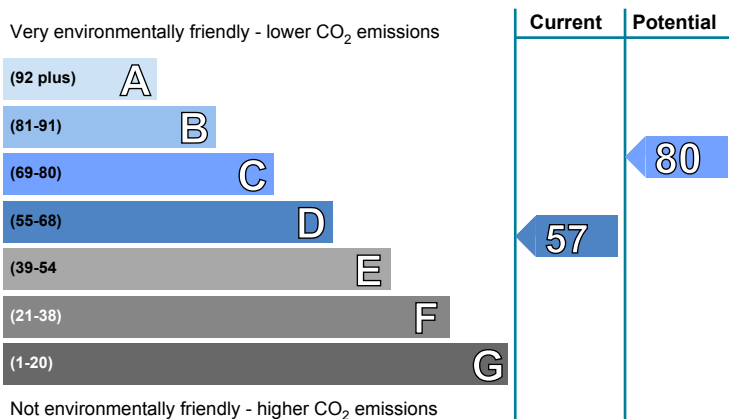 Very environmentally friendly - lower CO₂ emissions
Current
Potential
(92 plus) A
(81-91) B
(69-80) C
80
(55-68) D
57
(39-54 E
(21-38) F
(1-20) G
Not environmentally friendly - higher CO₂ emissions